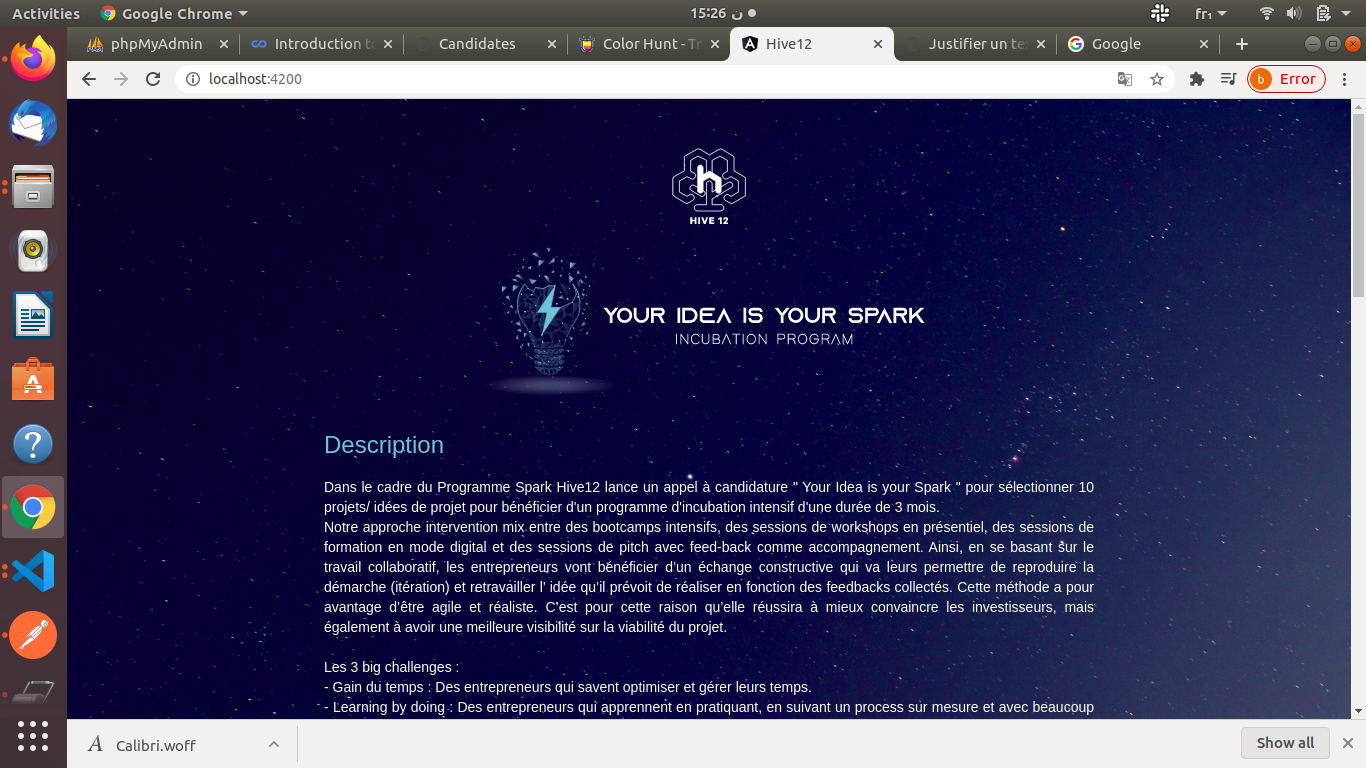 Activities
Google Chrome
15:26 ن
fr₁
phpMyAdmin
Introduction t
Candidates
Color Hunt - Tr
Hive12
Justifier un te
Google
localhost:4200
b
Error
h
HIVE 12
YOUR IDEA IS YOUR SPARK
INCUBATION PROGRAM
Description
Dans le cadre du Programme Spark Hive12 lance un appel à candidature " Your Idea is your Spark " pour sélectionner 10
projets/ idées de projet pour bénéficier d'un programme d'incubation intensif d'une durée de 3 mois.
Notre approche intervention mix entre des bootcamps intensifs, des sessions de workshops en présentiel, des sessions de
formation en mode digital et des sessions de pitch avec feed-back comme accompagnement. Ainsi, en se basant sur le
travail collaboratif, les entrepreneurs vont bénéficier d’un échange constructive qui va leurs permettre de reproduire la
démarche (itération) et retravailler l’ idée qu’il prévoit de réaliser en fonction des feedbacks collectés. Cette méthode a pour
avantage d’être agile et réaliste. C'est pour cette raison qu’elle réussira à mieux convaincre les investisseurs, mais
également à avoir une meilleure visibilité sur la viabilité du projet.
Les 3 big challenges :
- Gain du temps : Des entrepreneurs qui savent optimiser et gérer leurs temps.
- Learning by doing : Des entrepreneurs qui apprennent en pratiquant, en suivant un process sur mesure et avec beaucoup
Calibri.woff
Show all